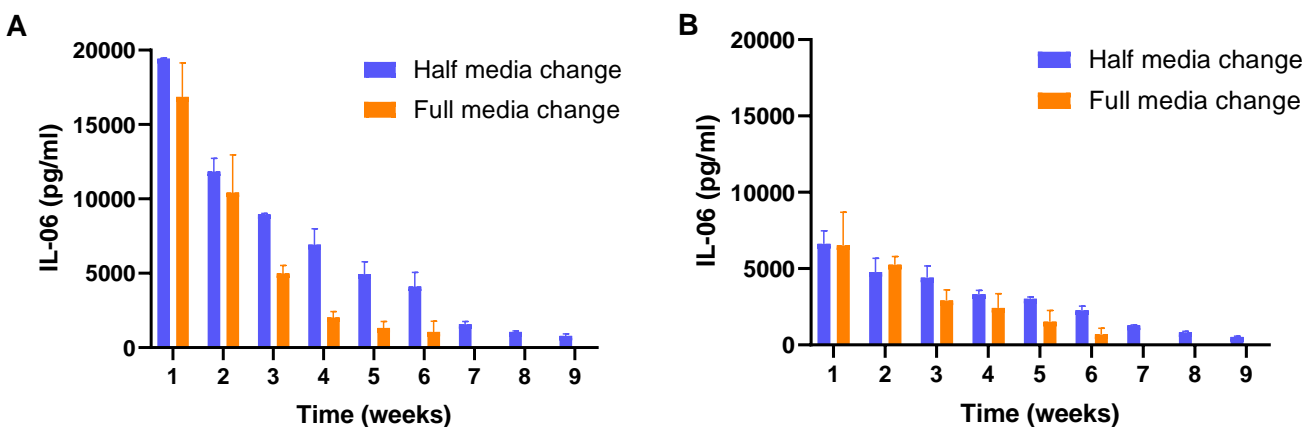 A
IL-06 (pg/ml)
20000
15000
10000
5000
0
Half media change
Full media change
1 2 3 4 5 6 7 8 9
Time (weeks)
B
IL-06 (pg/ml)
20000
15000
10000
5000
0
Half media change
Full media change
1 2 3 4 5 6 7 8 9
Time (weeks)